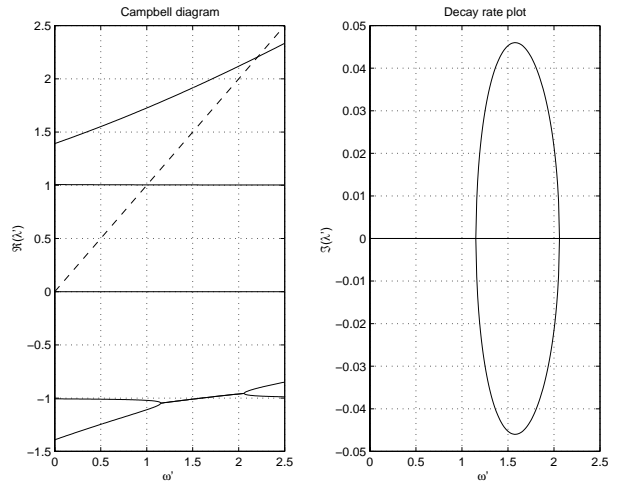 Campbell diagram
2.5
2
1.5
1
0.5
0
−0.5
−1
−1.5
0 0.5 1 1.5 2 2.5
ℜ(λ')
ω'
Decay rate plot
0.05
0.04
0.03
0.02
0.01
0
−0.01
−0.02
−0.03
−0.04
−0.05
0 0.5 1 1.5 2 2.5
ℑ(λ')
ω'